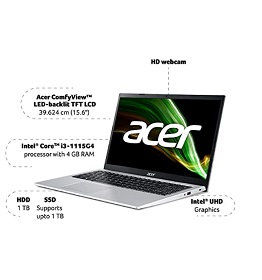 HD webcam
Acer ComfyView™
LED-backlit TFT LCD
39.624 cm (15.6")
acer
Intel® Core™ i3-1115G4
processor with 4 GB RAM
acer
HDD
1 TB
SSD
Supports
upto 1 TB
Intel® UHD
Graphics